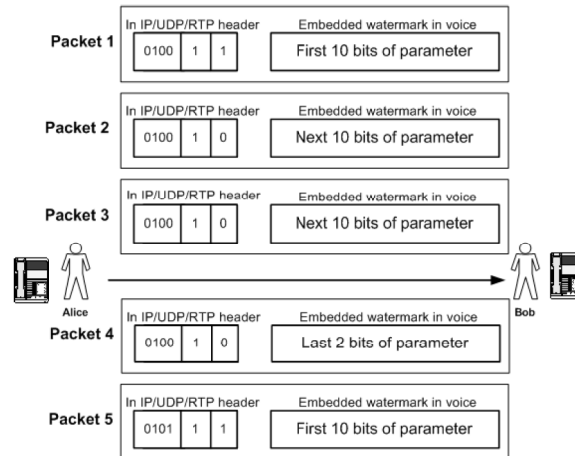 In IP/UDP/RTP header Embedded watermark in voice
Packet 1 0100 1 1 First 10 bits of parameter
In IP/UDP/RTP header Embedded watermark in voice
Packet 2 0100 1 0 Next 10 bits of parameter
In IP/UDP/RTP header Embedded watermark in voice
Packet 3 0100 1 0 Next 10 bits of parameter
Alice Bob
In IP/UDP/RTP header Embedded watermark in voice
Packet 4 0100 1 0 Last 2 bits of parameter
In IP/UDP/RTP header Embedded watermark in voice
Packet 5 0101 1 1 First 10 bits of parameter